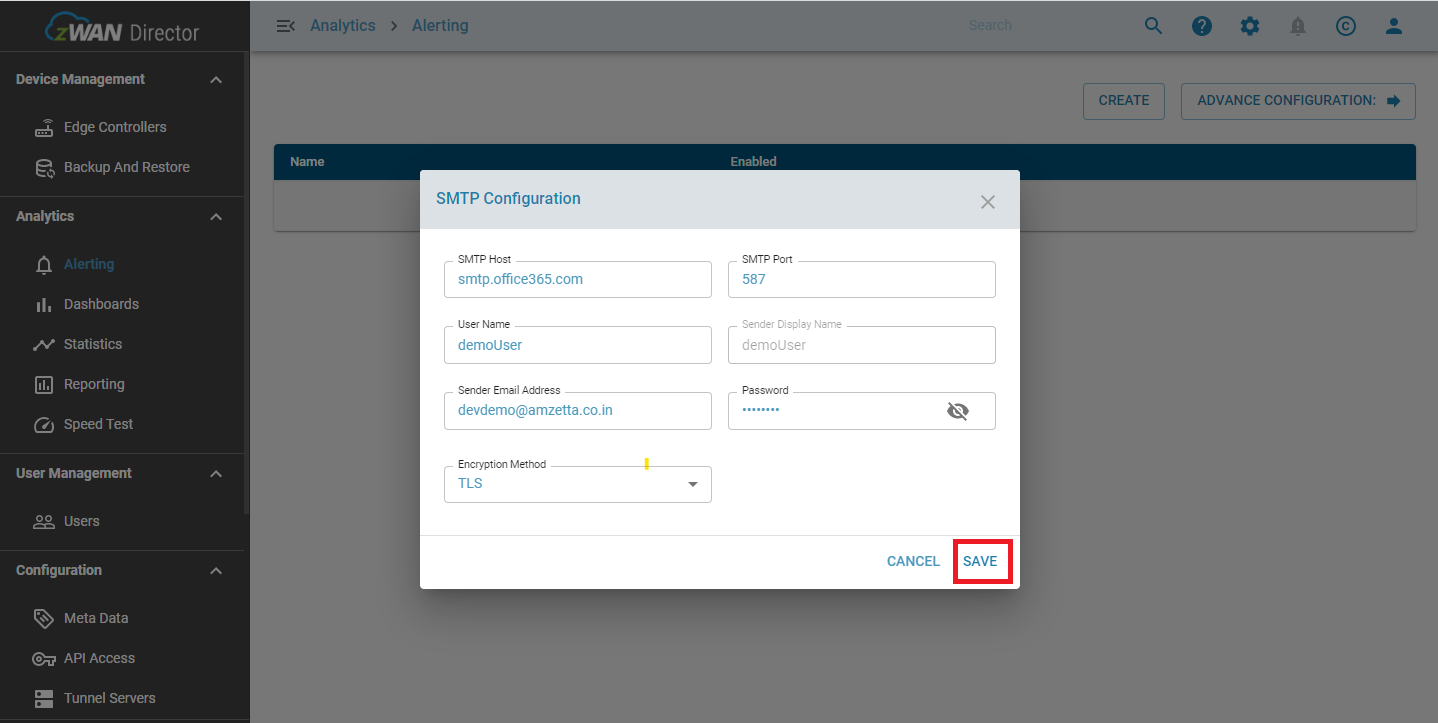 zWAN Director
Analytics > Alerting
Search
Device Management
Edge Controllers
Backup And Restore
Analytics
Alerting
Dashboards
Statistics
Reporting
Speed Test
User Management
Users
Configuration
Meta Data
API Access
Tunnel Servers
CREATE
ADVANCE CONFIGURATION:
Name Enabled
SMTP Configuration
SMTP Host
smtp.office365.com
SMTP Port
587
User Name
demoUser
Sender Display Name
demoUser
Sender Email Address
devdemo@amzetta.co.in
Password
••••••••
Encryption Method
TLS
CANCEL SAVE